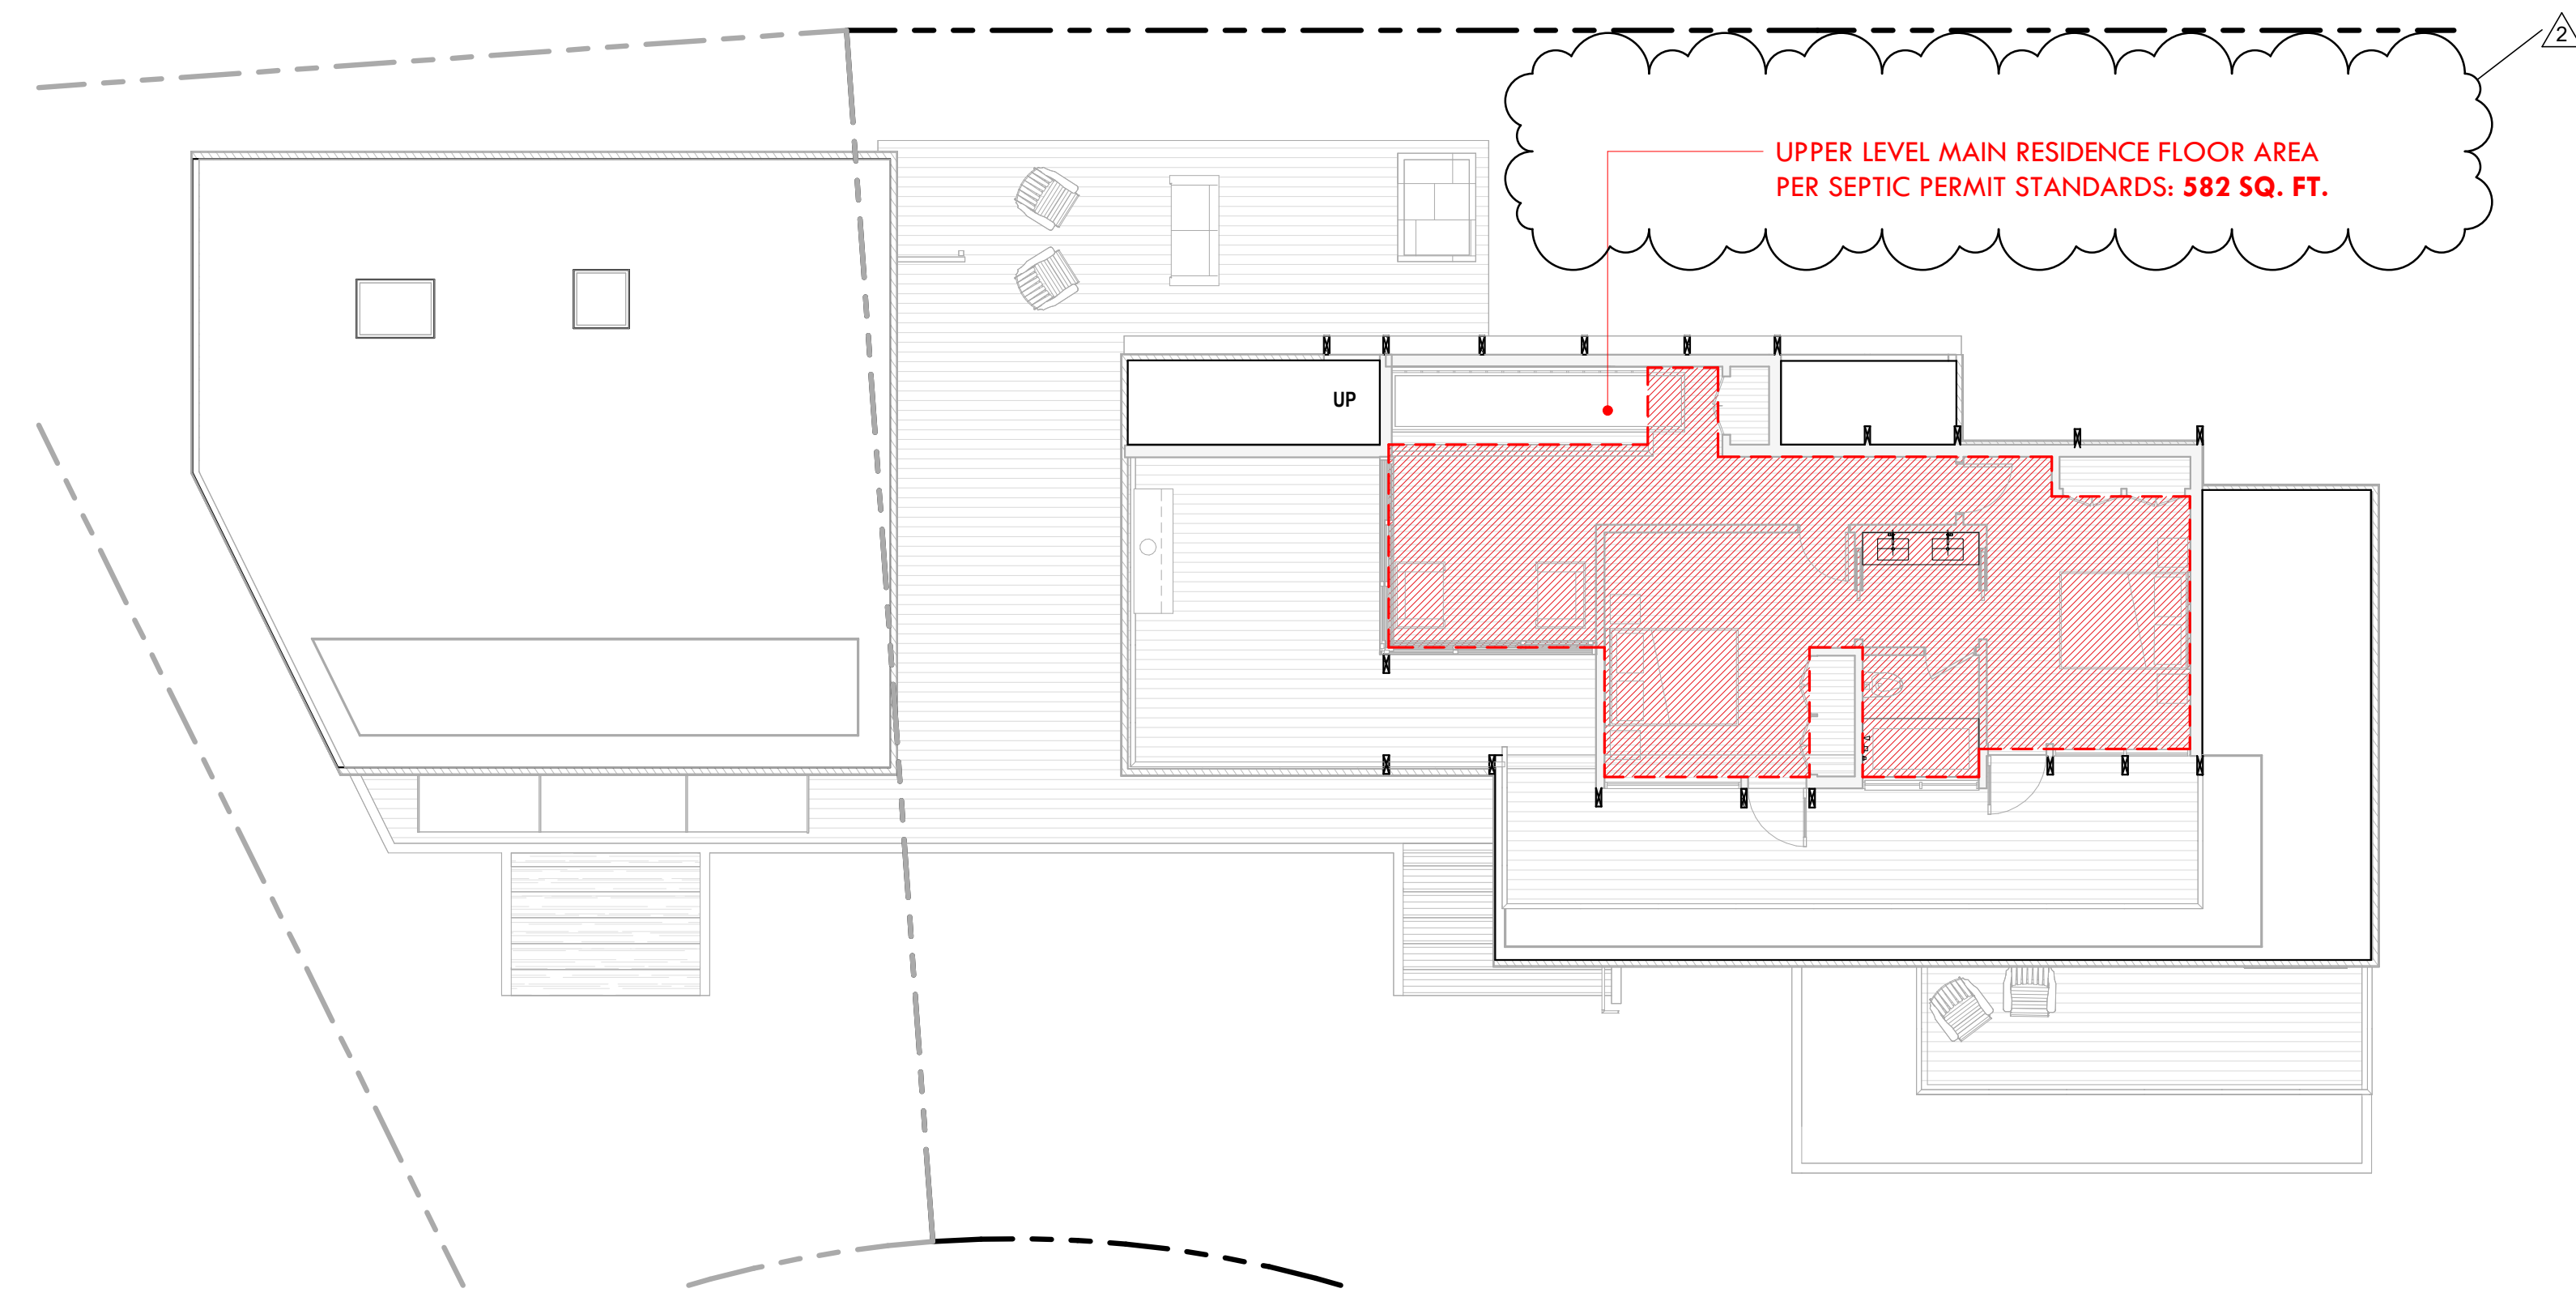 2
UPPER LEVEL MAIN RESIDENCE FLOOR AREA
PER SEPTIC PERMIT STANDARDS: 582 SQ. FT.
UP